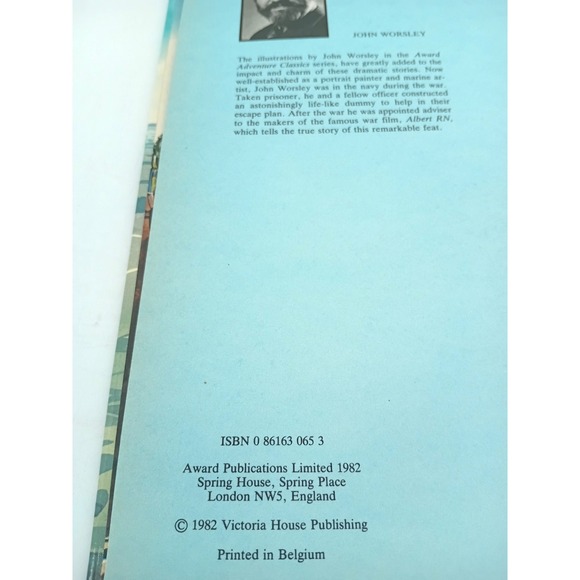 JOHN WORSLEY
The illustrations by John Worsley in the Award
Adventure Classics series, have greatly added to the
impact and charm of these dramatic stories. Now
well-established as a portrait painter and marine ar-
tist, John Worsley was in the navy during the war.
Taken prisoner, he and a fellow officer constructed
an astonishingly life-like dummy to help in their
escape plan. After the war he was appointed adviser
to the makers of the famous war film, Albert RN,
which tells the true story of this remarkable feat.
ISBN 0 86163 065 3
Award Publications Limited 1982
Spring House, Spring Place
London NW5, England
© 1982 Victoria House Publishing
Printed in Belgium